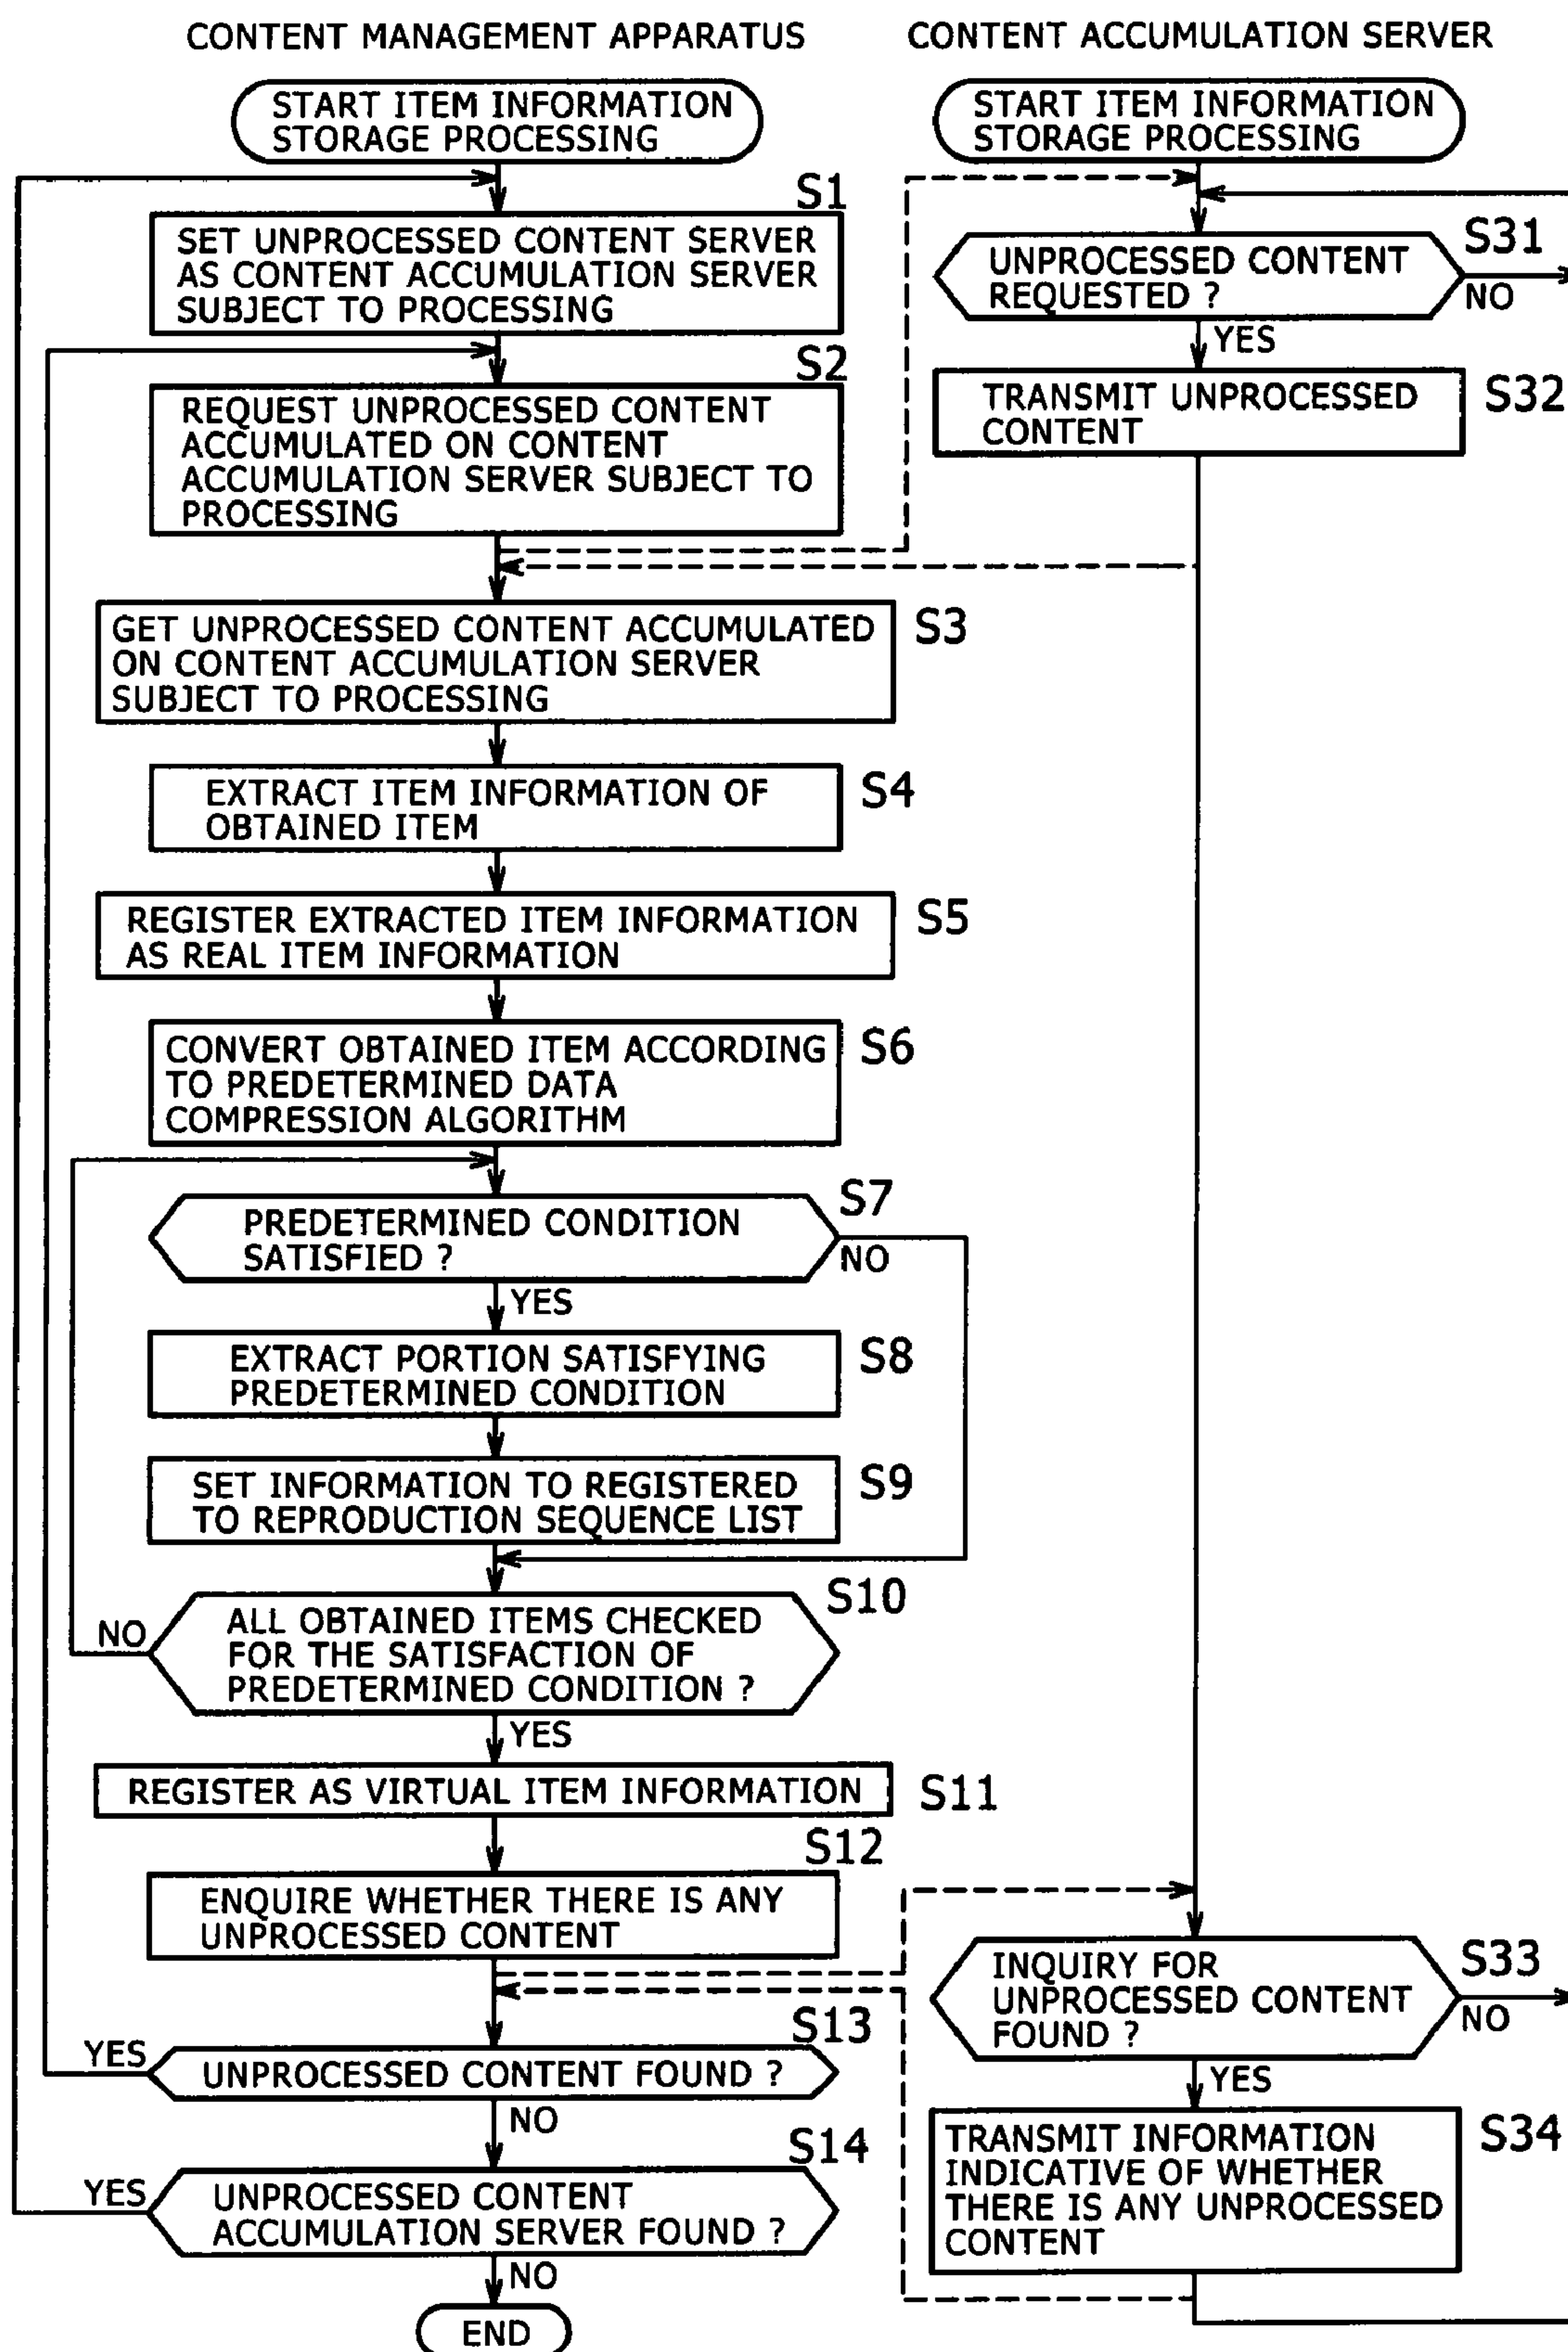 CONTENT MANAGEMENT APPARATUS
START ITEM INFORMATION
STORAGE PROCESSING
S1
SET UNPROCESSED CONTENT SERVER
AS CONTENT ACCUMULATION SERVER
SUBJECT TO PROCESSING
S2
REQUEST UNPROCESSED CONTENT
ACCUMULATED ON CONTENT
ACCUMULATION SERVER SUBJECT TO
PROCESSING
GET UNPROCESSED CONTENT ACCUMULATED
ON CONTENT ACCUMULATION SERVER
SUBJECT TO PROCESSING
S3
EXTRACT ITEM INFORMATION OF
OBTAINED ITEM
S4
REGISTER EXTRACTED ITEM INFORMATION
AS REAL ITEM INFORMATION
S5
CONVERT OBTAINED ITEM ACCORDING
TO PREDETERMINED DATA
COMPRESSION ALGORITHM
S6
S7
PREDETERMINED CONDITION
SATISFIED ?
NO
YES
EXTRACT PORTION SATISFYING
PREDETERMINED CONDITION
S8
SET INFORMATION TO REGISTERED
TO REPRODUCTION SEQUENCE LIST
S9
S10
ALL OBTAINED ITEMS CHECKED
FOR THE SATISFACTION OF
PREDETERMINED CONDITION ?
NO
YES
REGISTER AS VIRTUAL ITEM INFORMATION
S11
S12
ENQUIRE WHETHER THERE IS ANY
UNPROCESSED CONTENT
S13
YES
UNPROCESSED CONTENT FOUND ?
NO
S14
YES
UNPROCESSED CONTENT
ACCUMULATION SERVER FOUND ?
NO
END
CONTENT ACCUMULATION SERVER
START ITEM INFORMATION
STORAGE PROCESSING
S31
UNPROCESSED CONTENT
REQUESTED ?
NO
YES
TRANSMIT UNPROCESSED
CONTENT
S32
INQUIRY FOR
UNPROCESSED CONTENT
FOUND ?
S33
NO
YES
TRANSMIT INFORMATION
INDICATIVE OF WHETHER
THERE IS ANY UNPROCESSED
CONTENT
S34